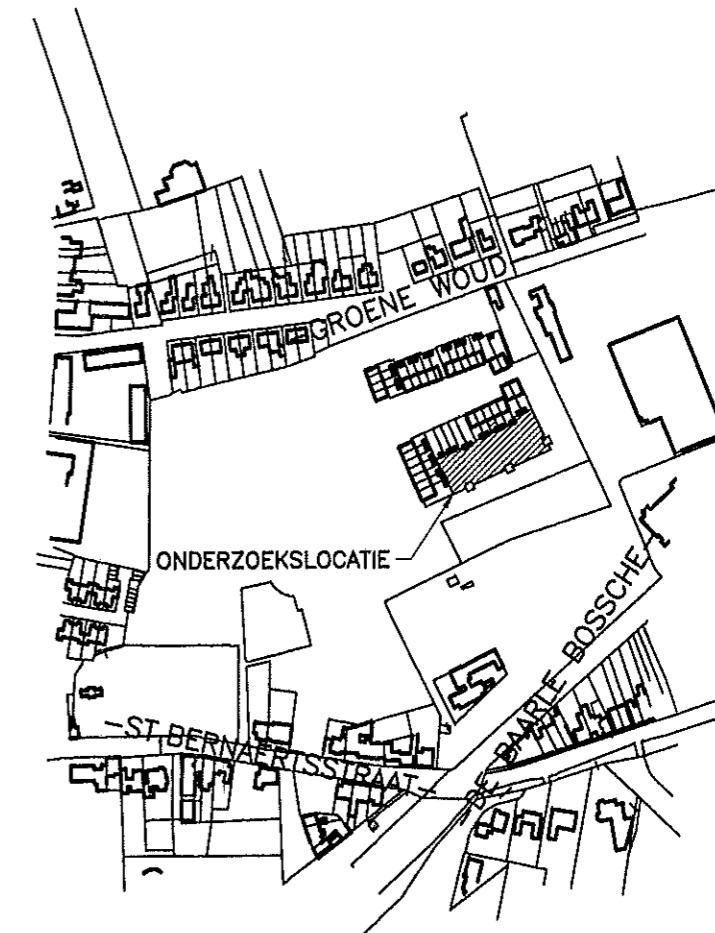 GROENE WOUD
ONDERZOEKSLOCATIE
-ST BERNAERTSSTRAAT-
-DE BAARLE BOSSCHE-